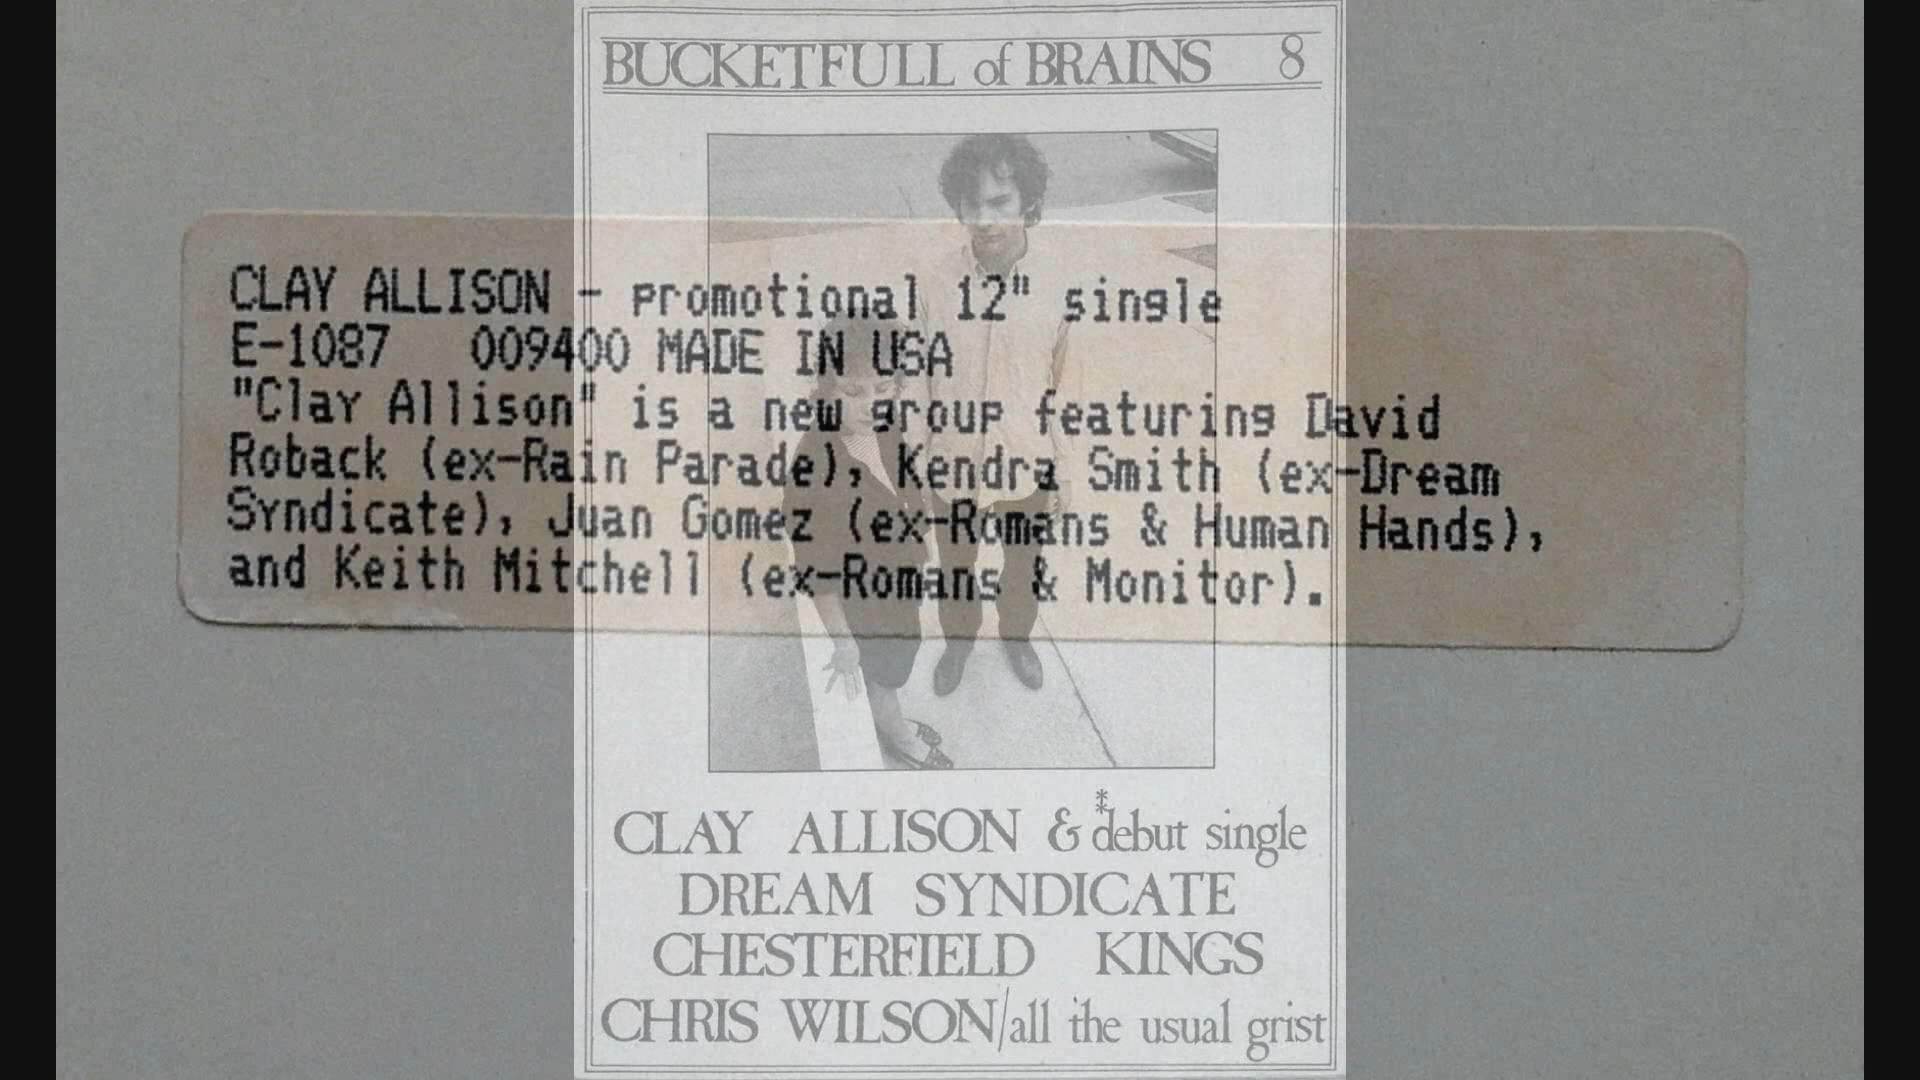 BUCKETFULL of BRAINS 8
CLAY ALLISON - promotional 12" single
E-1087 009400 MADE IN USA
"Clay Allison" is a new group featuring David
Roback (ex-Rain Parade), Kendra Smith (ex-Dream
Syndicate), Juan Gomez (ex-Romans & Human Hands),
and Keith Mitchell (ex-Romans & Monitor).
CLAY ALLISON & ** debut single
DREAM SYNDICATE
CHESTERFIELD KINGS
CHRIS WILSON/all the usual grist